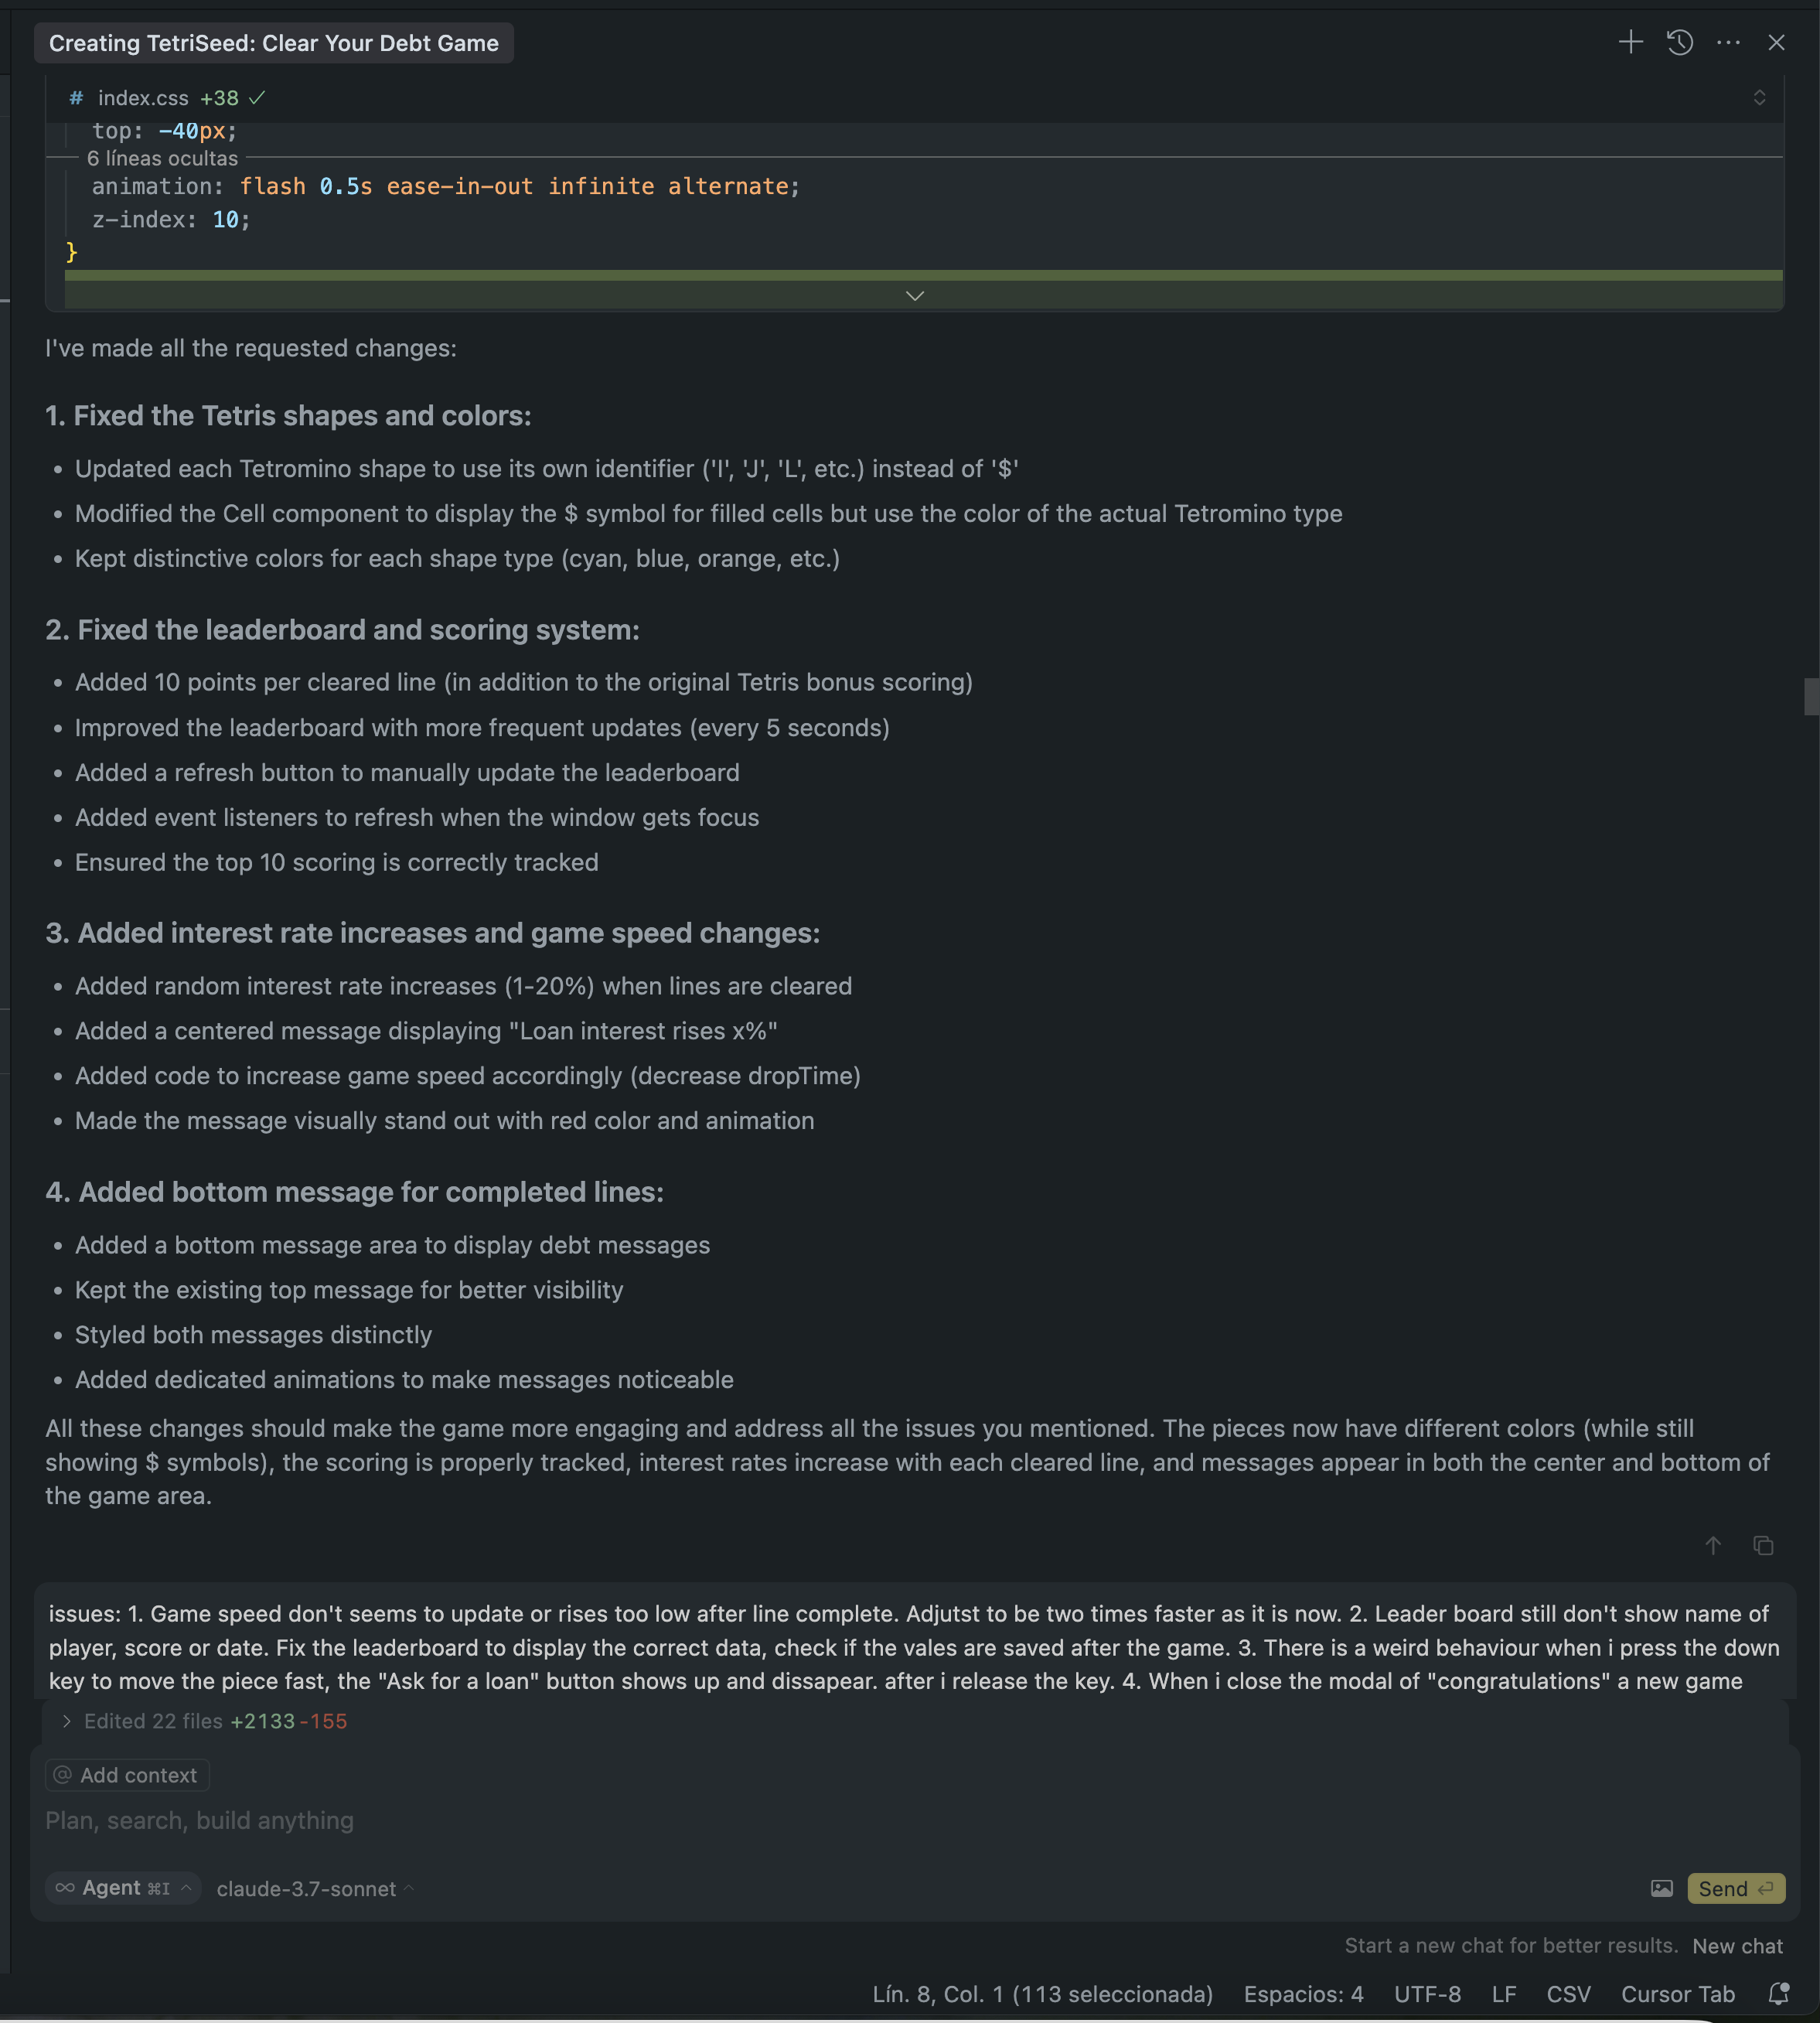 Creating TetriSeed: Clear Your Debt Game
# index.css +38
top: -40px;
6 líneas ocultas
animation: flash 0.5s ease-in-out infinite alternate;
z-index: 10;
}
I've made all the requested changes:
1. Fixed the Tetris shapes and colors:
• Updated each Tetromino shape to use its own identifier ('I', 'J', 'L', etc.) instead of '$'
• Modified the Cell component to display the $ symbol for filled cells but use the color of the actual Tetromino type
• Kept distinctive colors for each shape type (cyan, blue, orange, etc.)
2. Fixed the leaderboard and scoring system:
• Added 10 points per cleared line (in addition to the original Tetris bonus scoring)
• Improved the leaderboard with more frequent updates (every 5 seconds)
• Added a refresh button to manually update the leaderboard
• Added event listeners to refresh when the window gets focus
• Ensured the top 10 scoring is correctly tracked
3. Added interest rate increases and game speed changes:
• Added random interest rate increases (1-20%) when lines are cleared
• Added a centered message displaying "Loan interest rises x%"
• Added code to increase game speed accordingly (decrease dropTime)
• Made the message visually stand out with red color and animation
4. Added bottom message for completed lines:
• Added a bottom message area to display debt messages
• Kept the existing top message for better visibility
• Styled both messages distinctly
• Added dedicated animations to make messages noticeable
All these changes should make the game more engaging and address all the issues you mentioned. The pieces now have different colors (while still
showing $ symbols), the scoring is properly tracked, interest rates increase with each cleared line, and messages appear in both the center and bottom of
the game area.
issues: 1. Game speed don't seems to update or rises too low after line complete. Adjutst to be two times faster as it is now. 2. Leader board still don't show name of
player, score or date. Fix the leaderboard to display the correct data, check if the vales are saved after the game. 3. There is a weird behaviour when i press the down
key to move the piece fast, the "Ask for a loan" button shows up and dissapear. after i release the key. 4. When i close the modal of "congratulations" a new game
Edited 22 files +2133 -155
@ Add context
Plan, search, build anything
∞ Agent ⌘I claude-3.7-sonnet
Send
Start a new chat for better results. New chat
Lín. 8, Col. 1 (113 seleccionada) Espacios: 4 UTF-8 LF CSV Cursor Tab